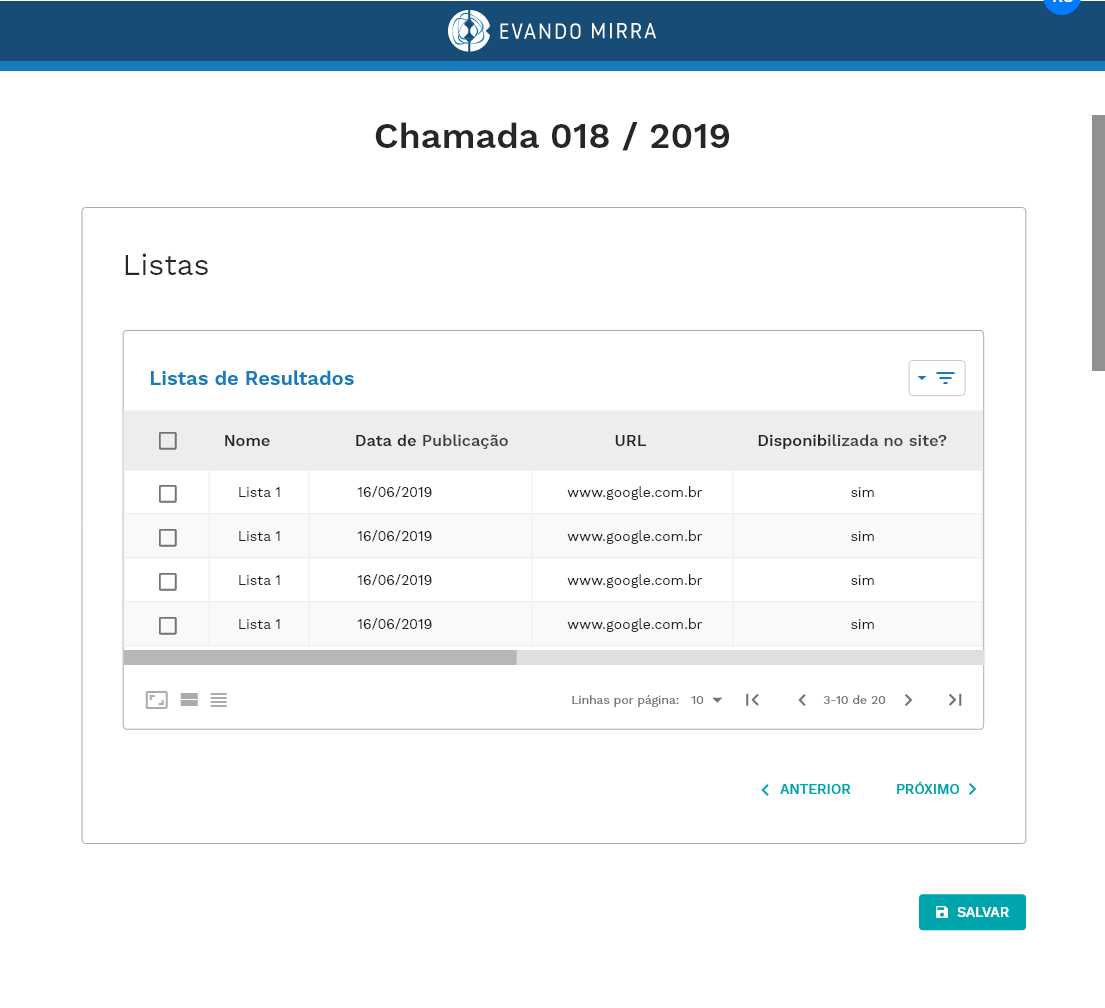 EVANDO MIRRA
Chamada 018 / 2019
Listas
Listas de Resultados
Nome Data de Publicação URL Disponibilizada no site?
Lista 1 16/06/2019 www.google.com.br sim
Lista 1 16/06/2019 www.google.com.br sim
Lista 1 16/06/2019 www.google.com.br sim
Lista 1 16/06/2019 www.google.com.br sim
Linhas por página: 10 3-10 de 20
ANTERIOR PRÓXIMO
SALVAR